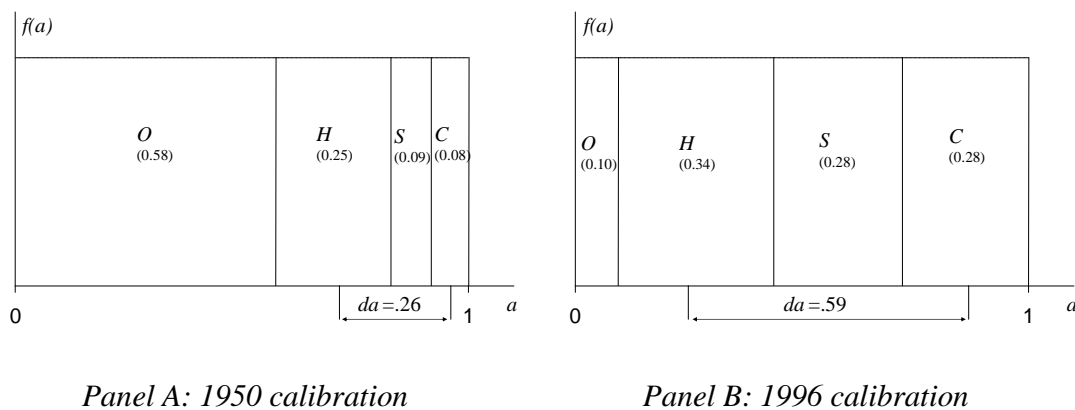 f(a)
O
(0.58)
H
(0.25)
S
(0.09)
C
(0.08)
da=.26
0
1
a
Panel A: 1950 calibration
f(a)
O
(0.10)
H
(0.34)
S
(0.28)
C
(0.28)
da=.59
0
1
a
Panel B: 1996 calibration